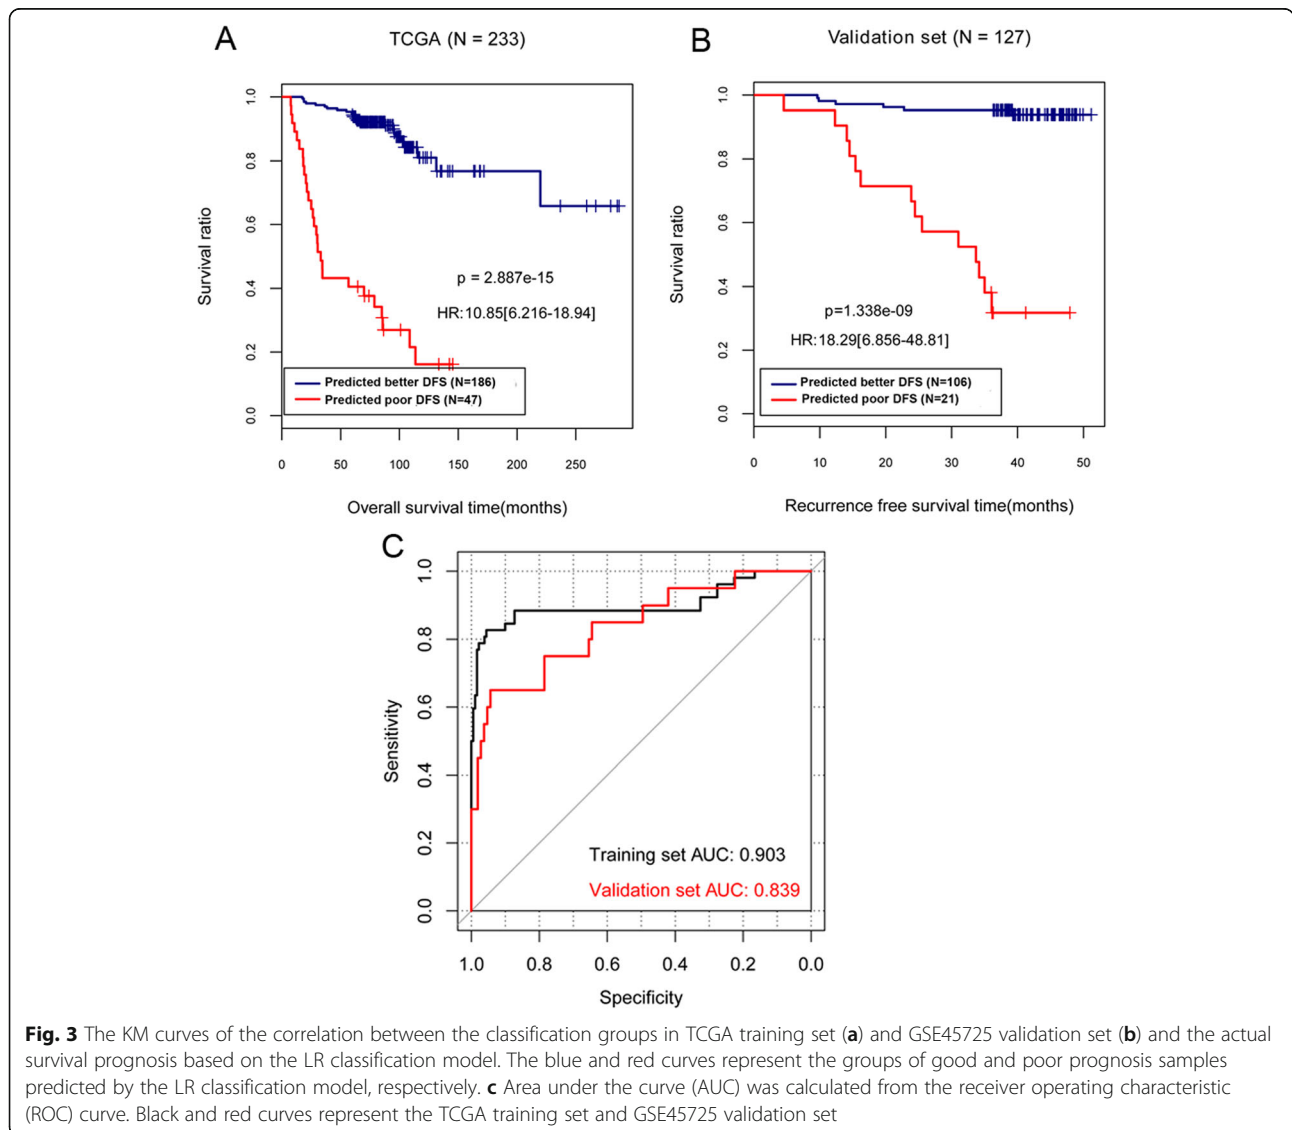 A
TCGA (N = 233)
Survival ratio
1.0
0.8
0.6
0.4
0.2
0.0
p = 2.887e-15
HR:10.85[6.216-18.94]
Predicted better DFS (N=186)
Predicted poor DFS (N=47)
0 50 100 150 200 250
Overall survival time(months)
B
Validation set (N = 127)
Survival ratio
1.0
0.8
0.6
0.4
0.2
0.0
p=1.338e-09
HR:18.29[6.856-48.81]
Predicted better DFS (N=106)
Predicted poor DFS (N=21)
0 10 20 30 40 50
Recurrence free survival time(months)
C
Sensitivity
1.0
0.8
0.6
0.4
0.2
0.0
Training set AUC: 0.903
Validation set AUC: 0.839
1.0 0.8 0.6 0.4 0.2 0.0
Specificity
Fig. 3 The KM curves of the correlation between the classification groups in TCGA training set (a) and GSE45725 validation set (b) and the actual
survival prognosis based on the LR classification model. The blue and red curves represent the groups of good and poor prognosis samples
predicted by the LR classification model, respectively. c Area under the curve (AUC) was calculated from the receiver operating characteristic
(ROC) curve. Black and red curves represent the TCGA training set and GSE45725 validation set